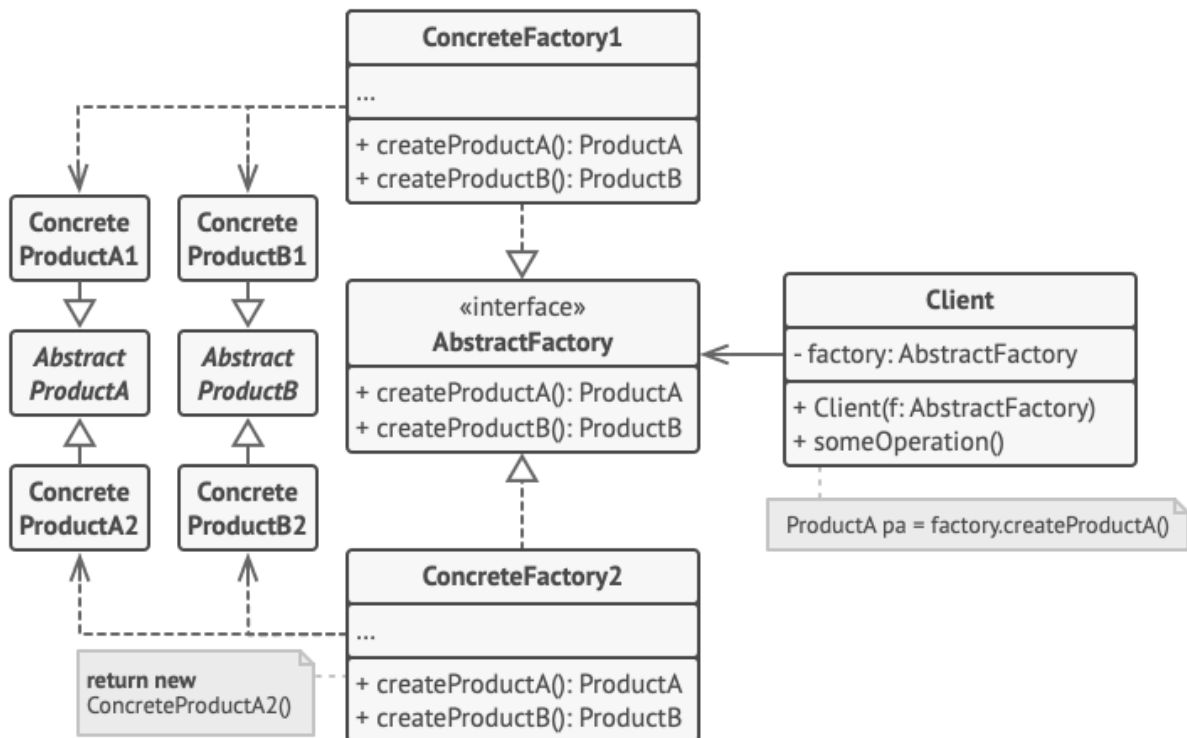 ConcreteFactory1
...
+ createProductA(): ProductA
+ createProductB(): ProductB
Concrete
ProductA1
Concrete
ProductB1
Abstract
ProductA
Abstract
ProductB
Concrete
ProductA2
Concrete
ProductB2
«interface»
AbstractFactory
+ createProductA(): ProductA
+ createProductB(): ProductB
Client
- factory: AbstractFactory
+ Client(f: AbstractFactory)
+ someOperation()
ProductA pa = factory.createProductA()
ConcreteFactory2
...
+ createProductA(): ProductA
+ createProductB(): ProductB
return new
ConcreteProductA2()